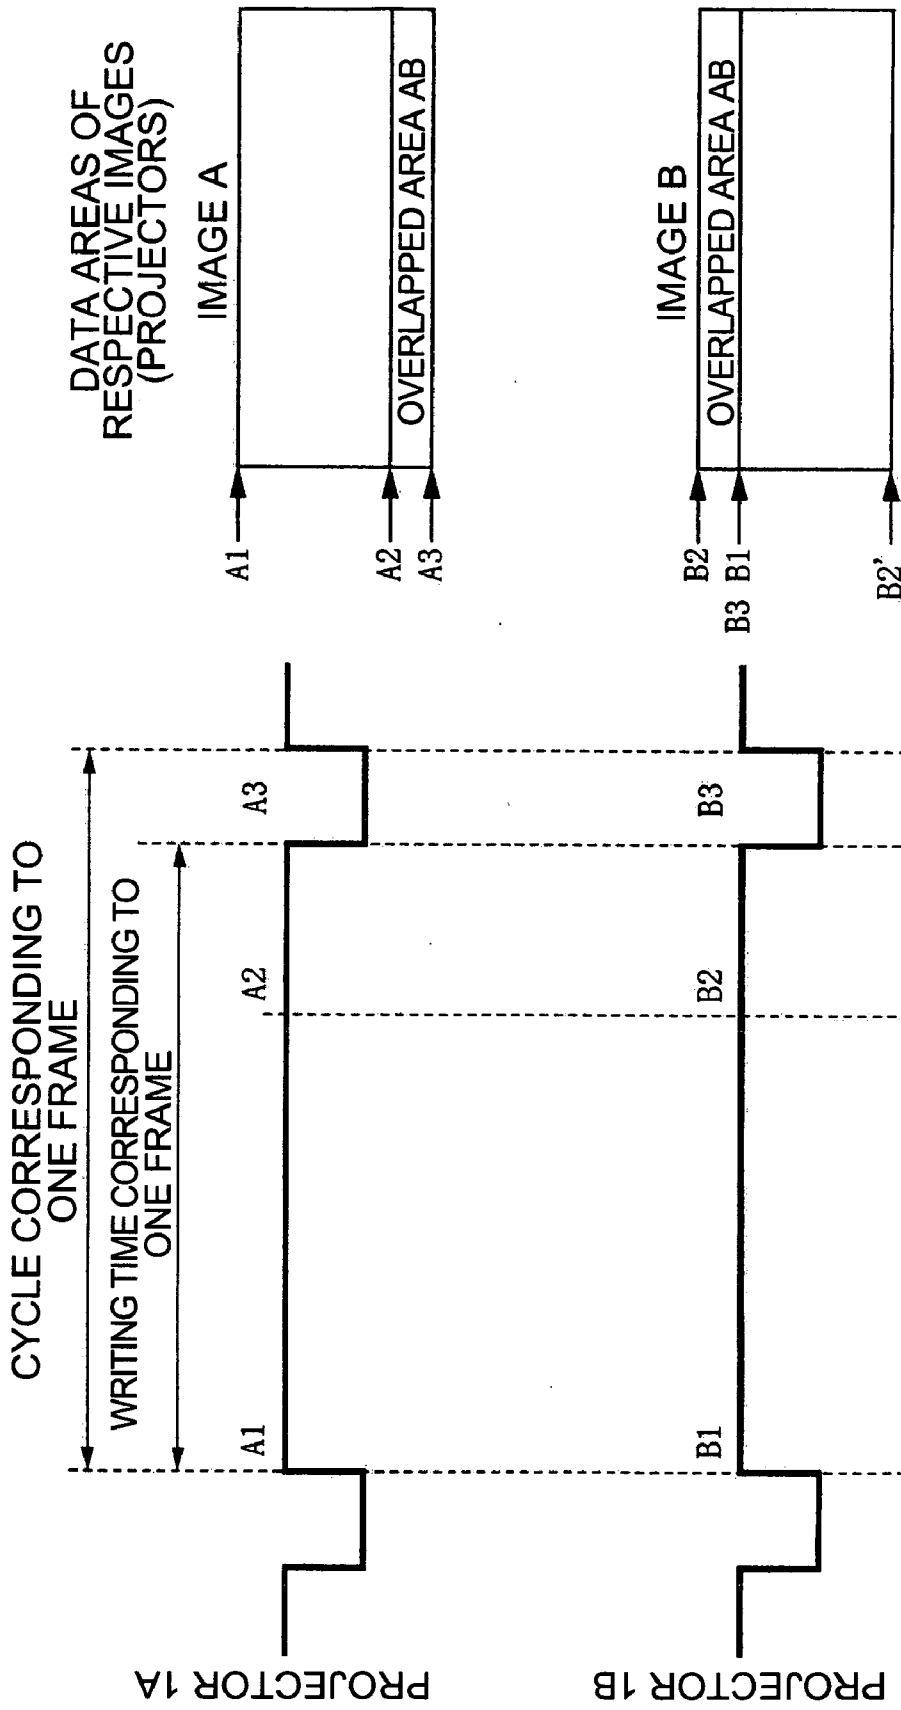 CYCLE CORRESPONDING TO
ONE FRAME
WRITING TIME CORRESPONDING TO
ONE FRAME
DATA AREAS OF
RESPECTIVE IMAGES
(PROJECTORS)
PROJECTOR 1A
A1
A2
A3
IMAGE A
A1
A2
A3
OVERLAPPED AREA AB
PROJECTOR 1B
B1
B2
B3
IMAGE B
B2
B3 B1
B2'
OVERLAPPED AREA AB